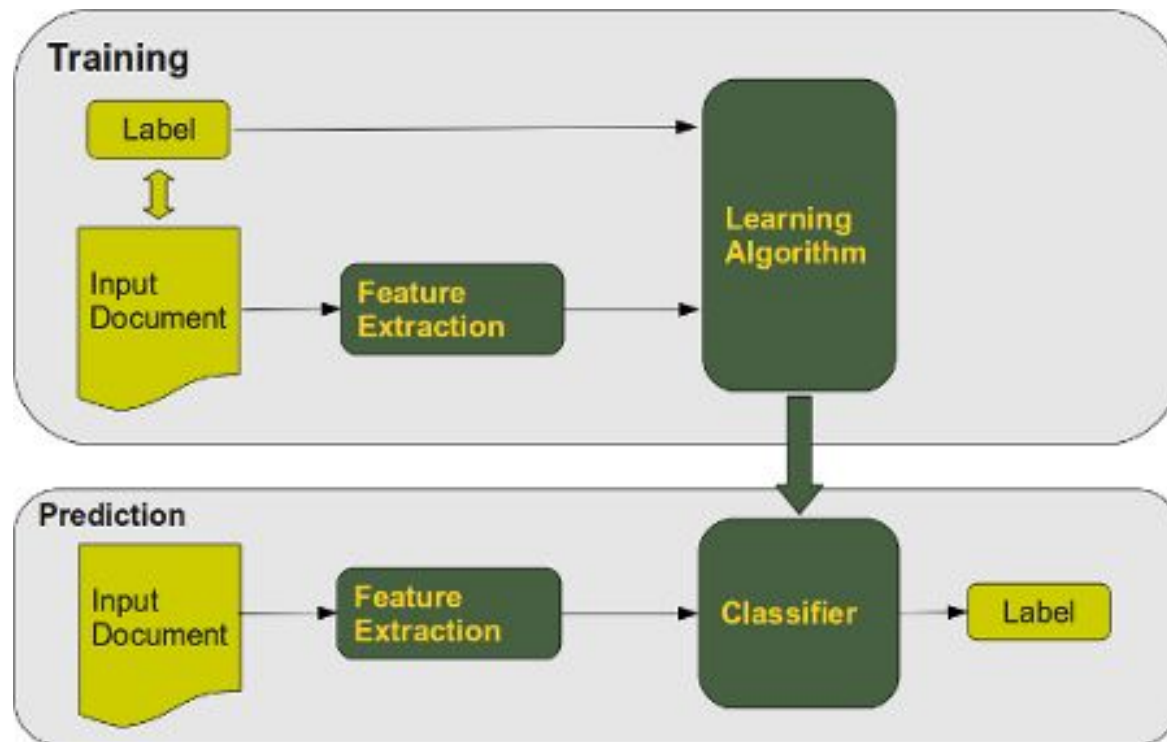 Training
Label
Input
Document
Feature
Extraction
Learning
Algorithm
Prediction
Input
Document
Feature
Extraction
Classifier
Label